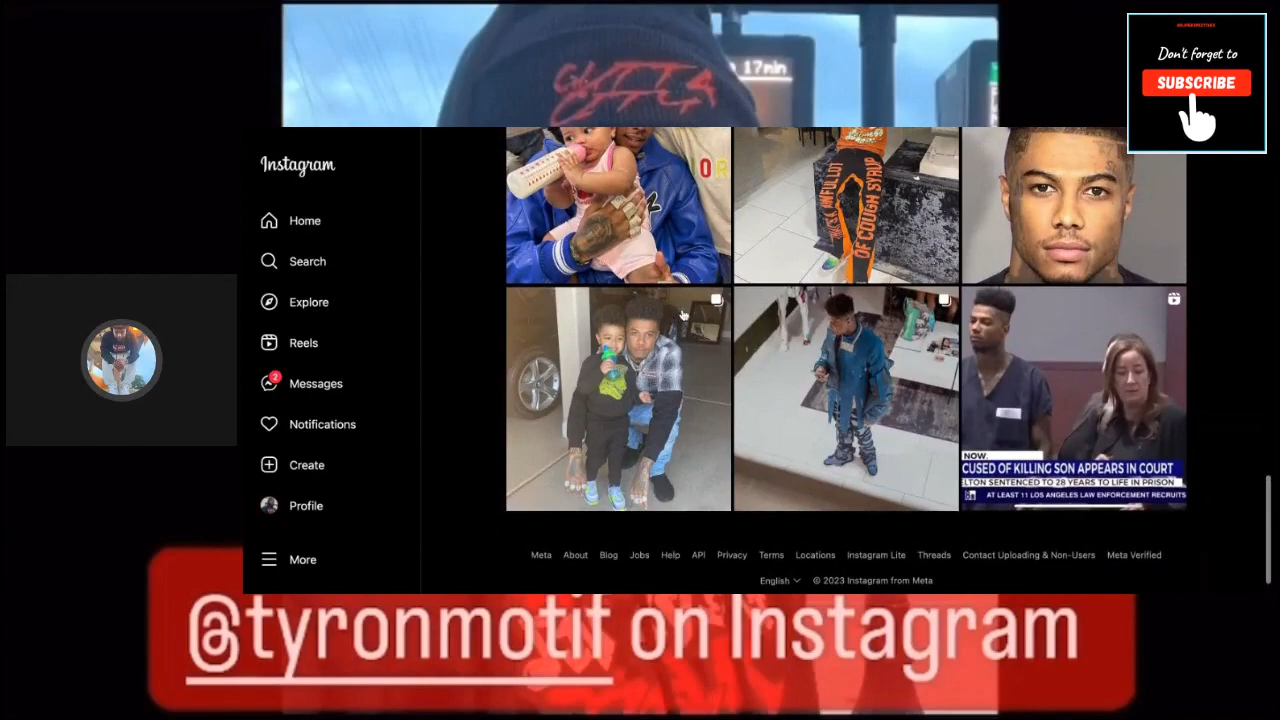 17min
Don't forget to
SUBSCRIBE
Instagram
Home
Search
Explore
Reels
2
Messages
Notifications
Create
Profile
More
OR
OF COUGH SYRUP
NOW.
CUSED OF KILLING SON APPEARS IN COURT
ELTON SENTENCED TO 28 YEARS TO LIFE IN PRISON
AT LEAST 11 LOS ANGELES LAW ENFORCEMENT RECRUITS
Meta About Blog Jobs Help API Privacy Terms Locations Instagram Lite Threads Contact Uploading & Non-Users Meta Verified
English © 2023 Instagram from Meta
@tyronmotif on Instagram